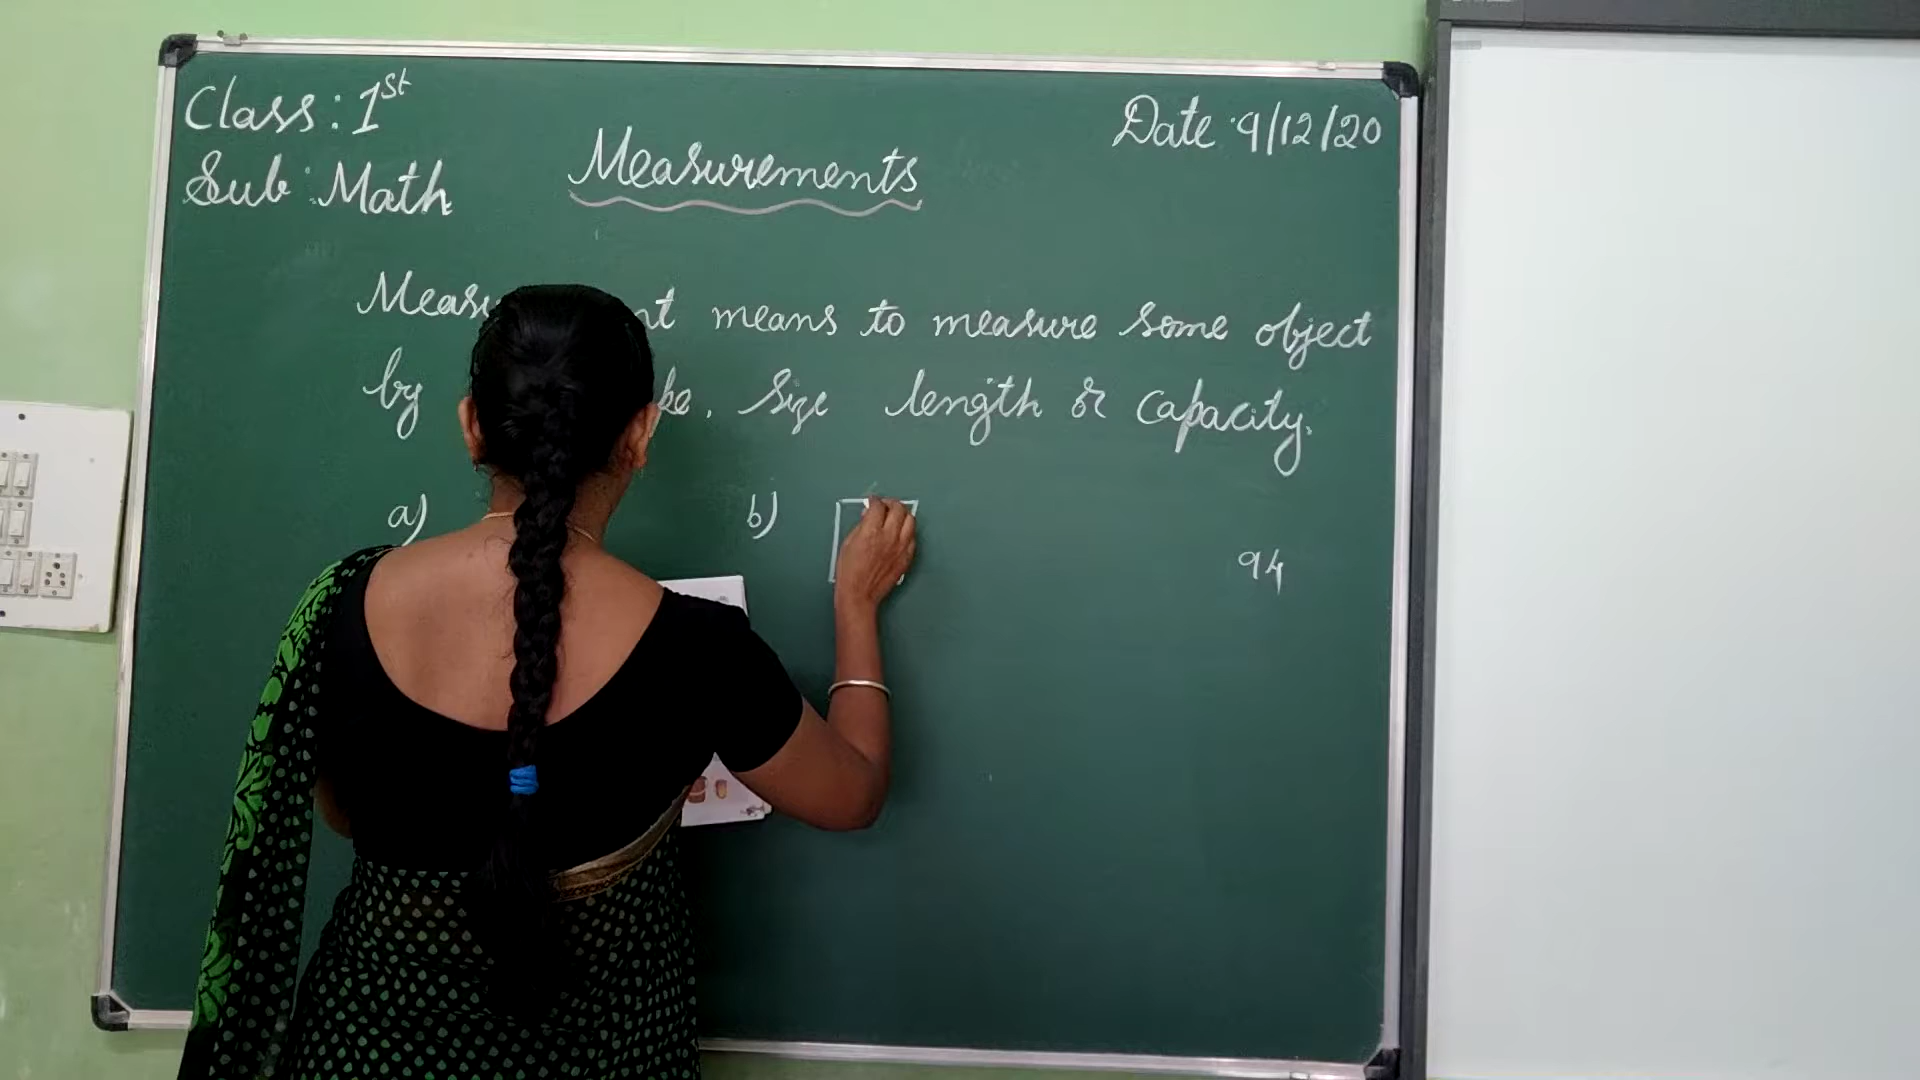 Class : 1st
Date : 9/12/20
Sub : Math
Measurements
means to measure some object
by size length or capacity.
a) b)
94